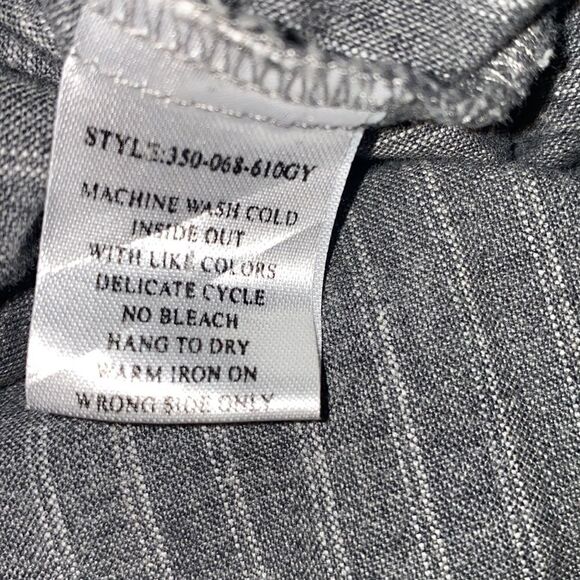 STYLE:350-068-610GY
MACHINE WASH COLD
INSIDE OUT
WITH LIKE COLORS
DELICATE CYCLE
NO BLEACH
HANG TO DRY
WARM IRON ON
WRONG SIDE ONLY